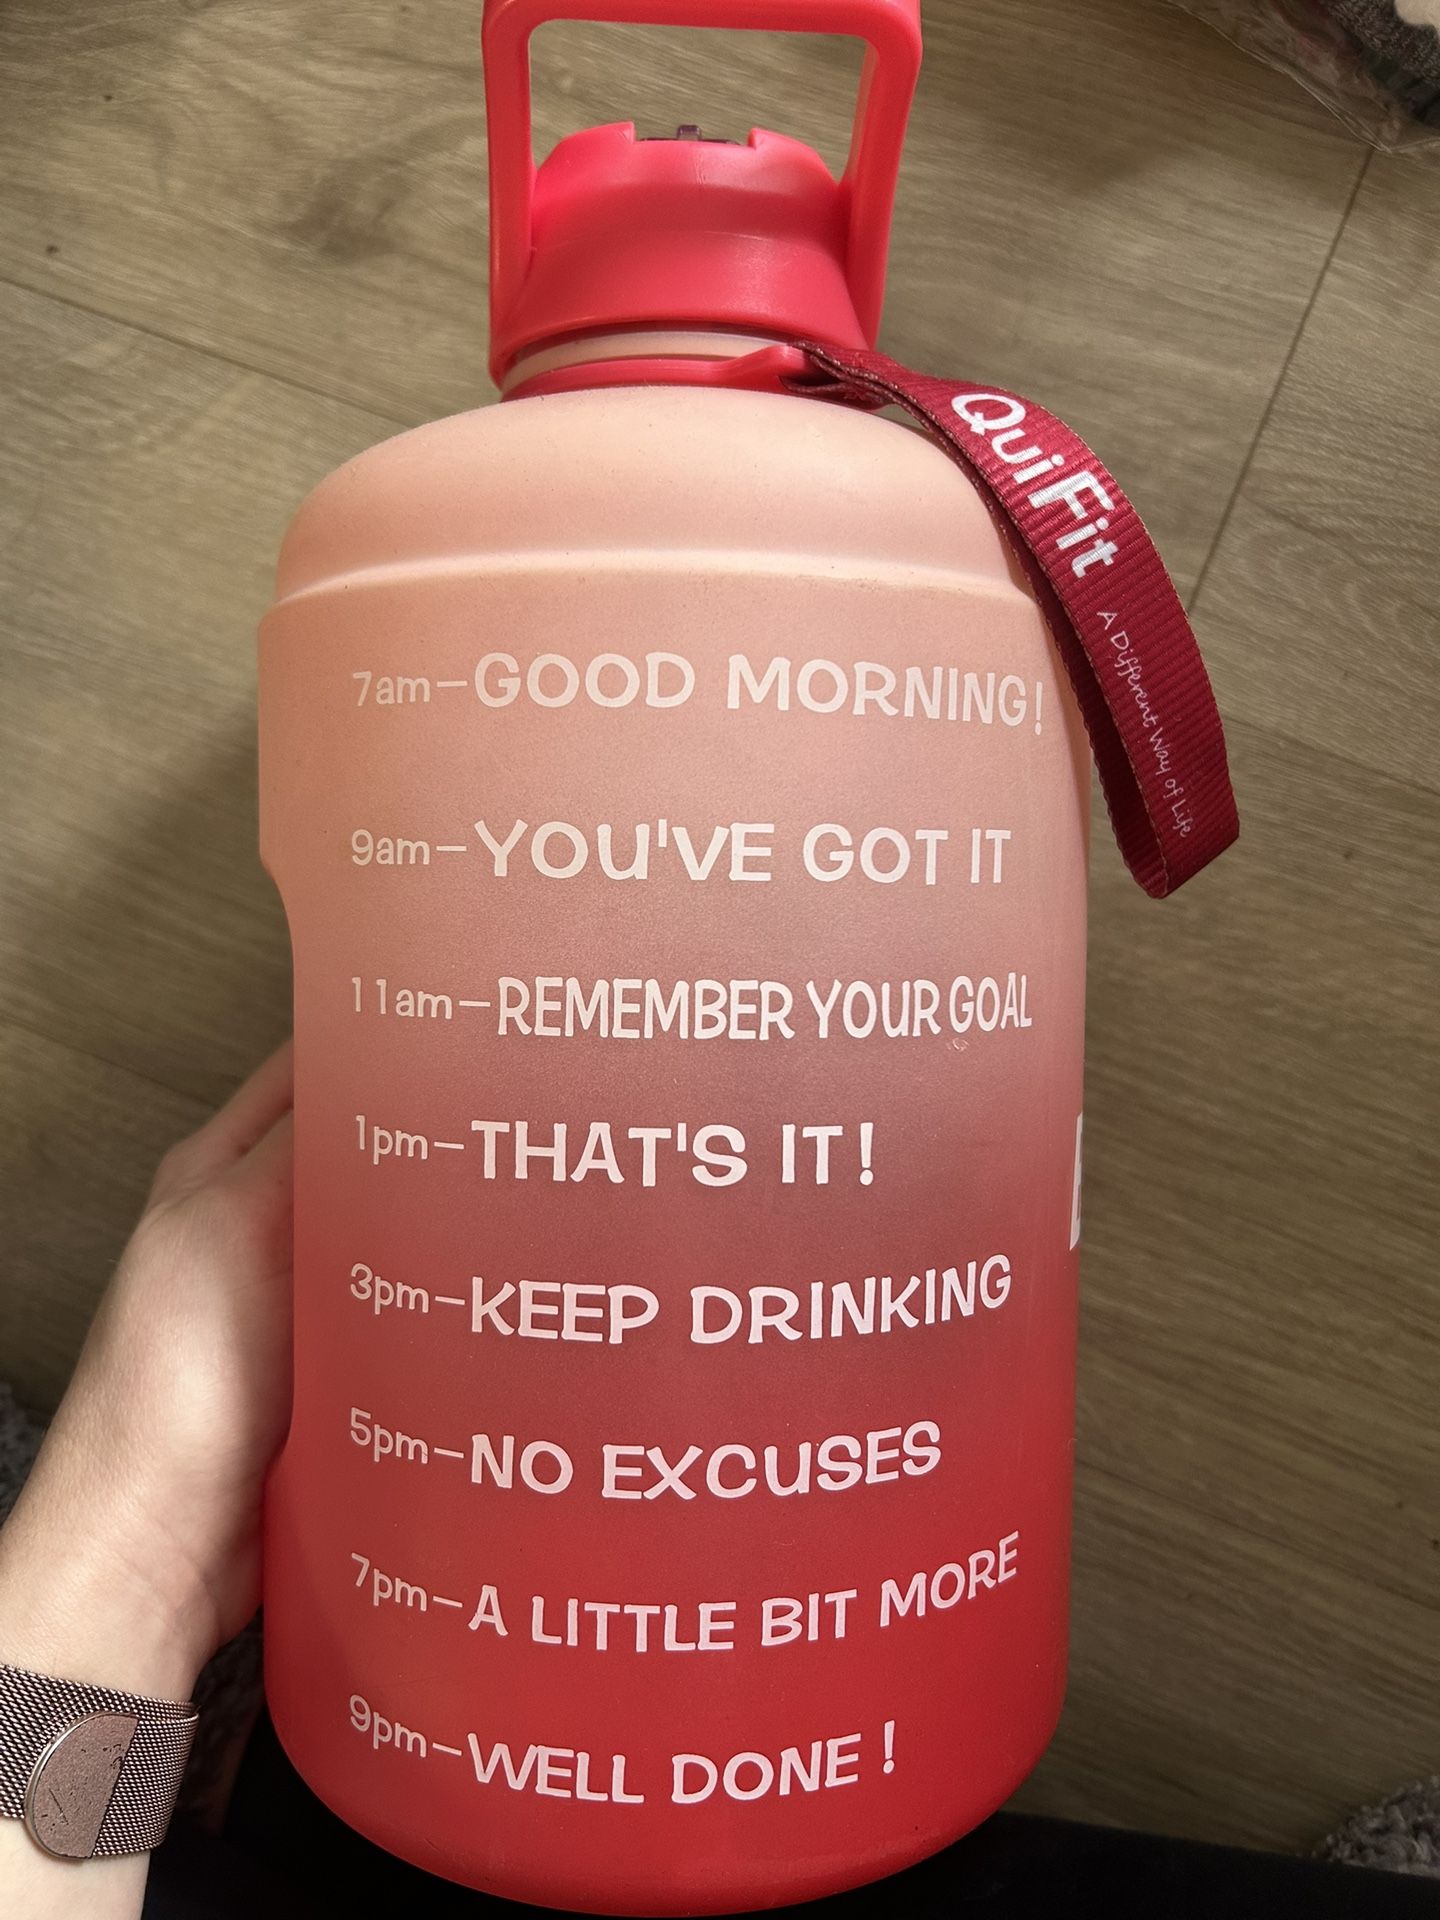 QuiFit
A Different Way of Life
7am—GOOD MORNING!
9am—YOU'VE GOT IT
11am—REMEMBER YOUR GOAL
1pm—THAT'S IT!
3pm—KEEP DRINKING
5pm—NO EXCUSES
7pm—A LITTLE BIT MORE
9pm—WELL DONE!